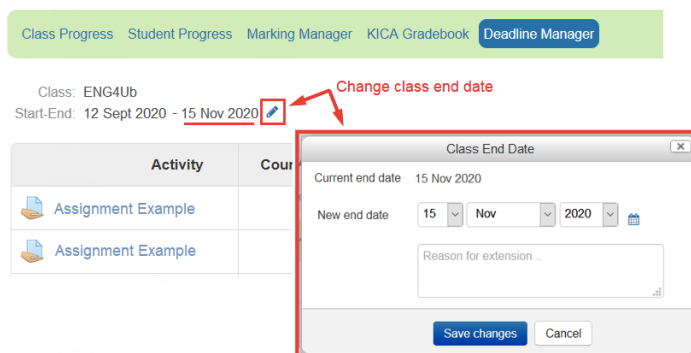 Class Progress Student Progress Marking Manager KICA Gradebook Deadline Manager
Class: ENG4Ub
Start-End: 12 Sept 2020 - 15 Nov 2020
Change class end date
Activity
Assignment Example
Assignment Example
Class End Date
Current end date 15 Nov 2020
New end date 15 Nov 2020
Reason for extension...
Save changes Cancel